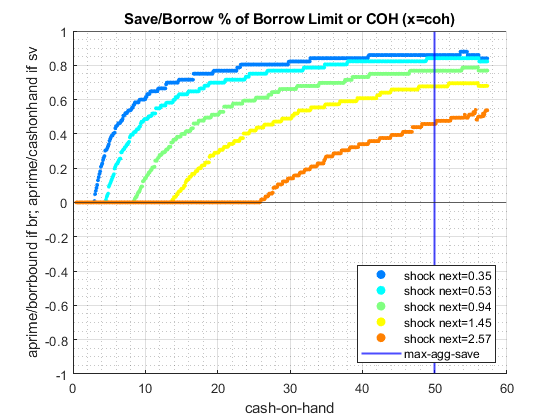 Save/Borrow % of Borrow Limit or COH (x=coh)
aprime/borrbound if br; aprime/cashonhand if sv
1
0.8
0.6
0.4
0.2
0
-0.2
-0.4
-0.6
-0.8
-1
0 10 20 30 40 50 60
cash-on-hand
shock next=0.35
shock next=0.53
shock next=0.94
shock next=1.45
shock next=2.57
max-agg-save